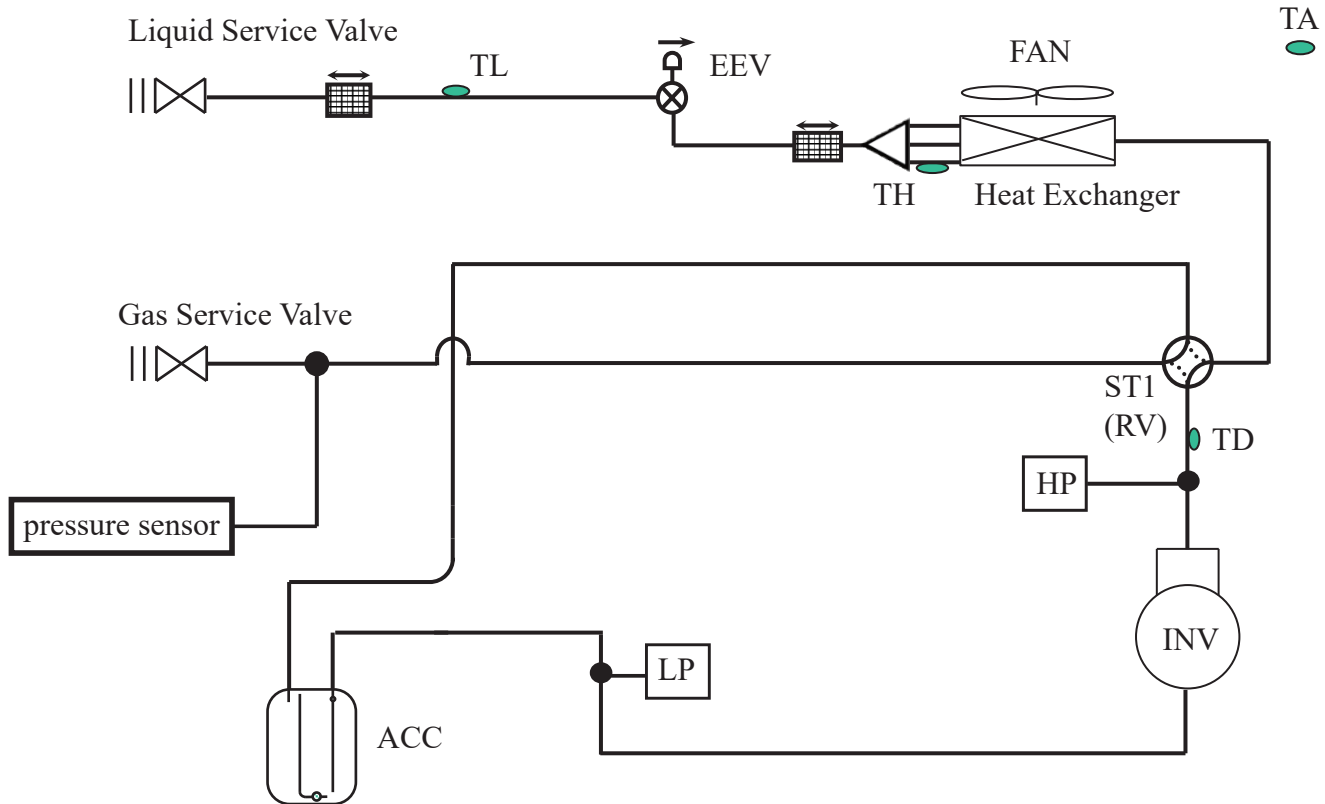 TA
Liquid Service Valve
TL
EEV
FAN
TH
Heat Exchanger
Gas Service Valve
ST1
(RV)
TD
HP
pressure sensor
INV
LP
ACC